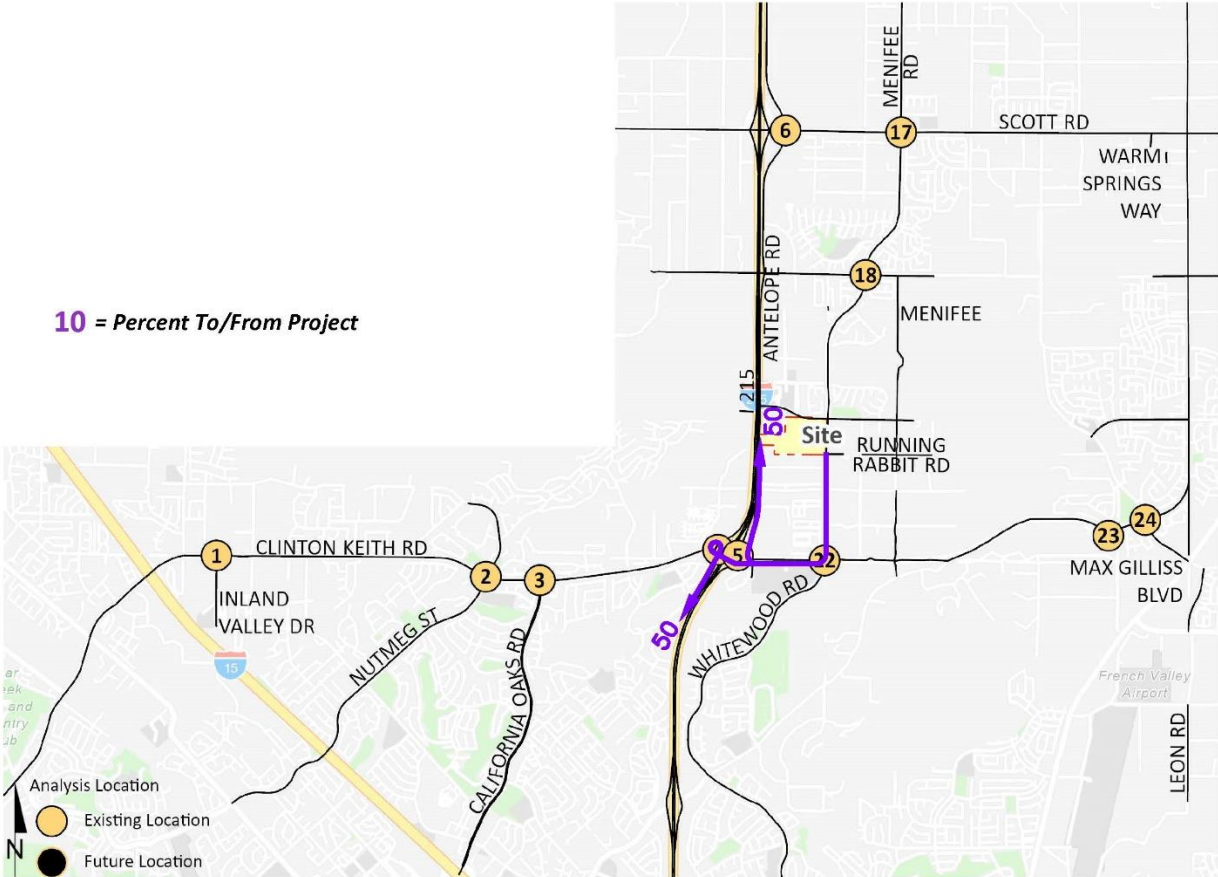 MENIFEE
RD
6
17
SCOTT RD
WARM
SPRINGS
WAY
ANTELOPE RD
18
MENIFEE
10 = Percent To/From Project
I 215
50
Site
RUNNING
RABBIT RD
1
CLINTON KEITH RD
2
3
5
22
23
24
MAX GILLISS
BLVD
INLAND
VALLEY DR
NUTMEG ST
CALIFORNIA OAKS RD
50
WHITEWOOD RD
15
French Valley
Airport
LEON RD
Analysis Location
Existing Location
Future Location
N